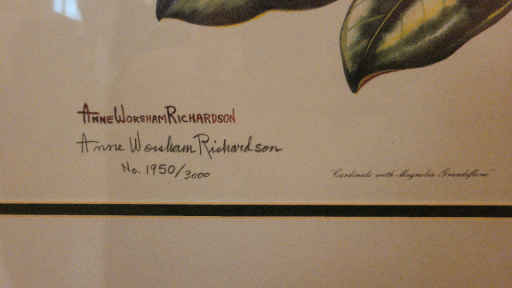 Anne Worsham Richardson
Anne Worsham Richardson
No. 1950/3000
"Cardinals with Magnolia Grandiflora"